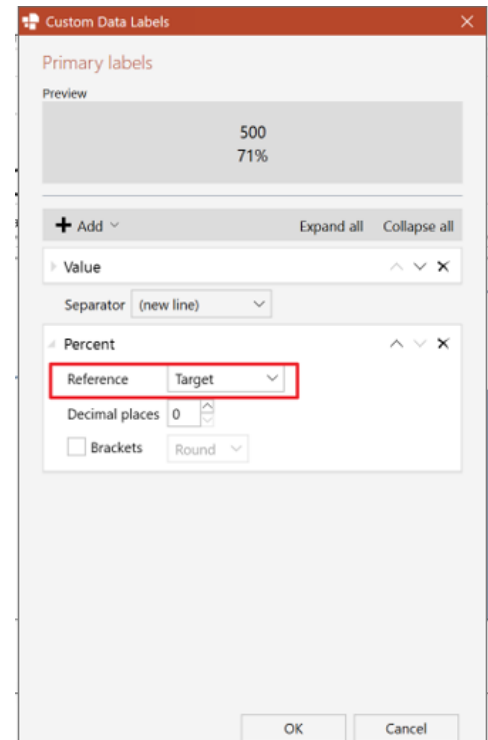 Custom Data Labels
Primary labels
Preview
500
71%
Add
Expand all Collapse all
Value
Separator (new line)
Percent
Reference Target
Decimal places 0
Brackets Round
OK Cancel